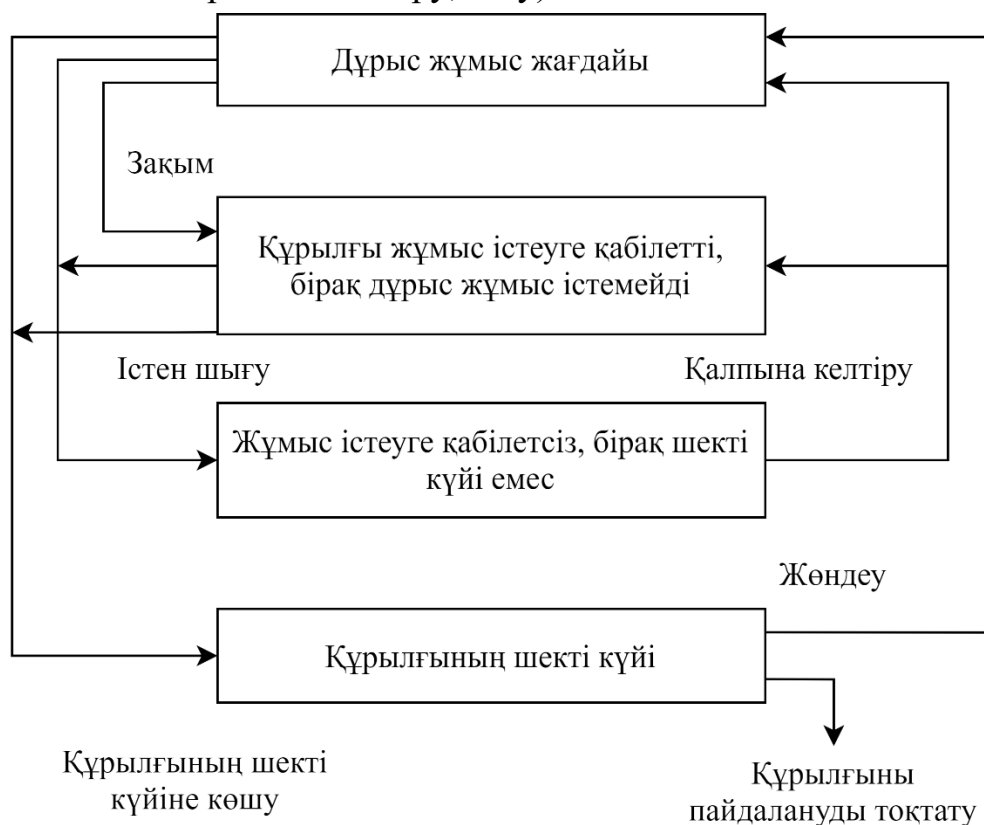 Дұрыс жұмыс жағдайы
Зақым
Құрылғы жұмыс істеуге қабілетті,
бірақ дұрыс жұмыс істемейді
Істен шығу
Қалпына келтіру
Жұмыс істеуге қабілетсіз, бірақ шекті
күйі емес
Жөндеу
Құрылғының шекті күйі
Құрылғының шекті
күйіне көшу
Құрылғыны
пайдалануды тоқтату